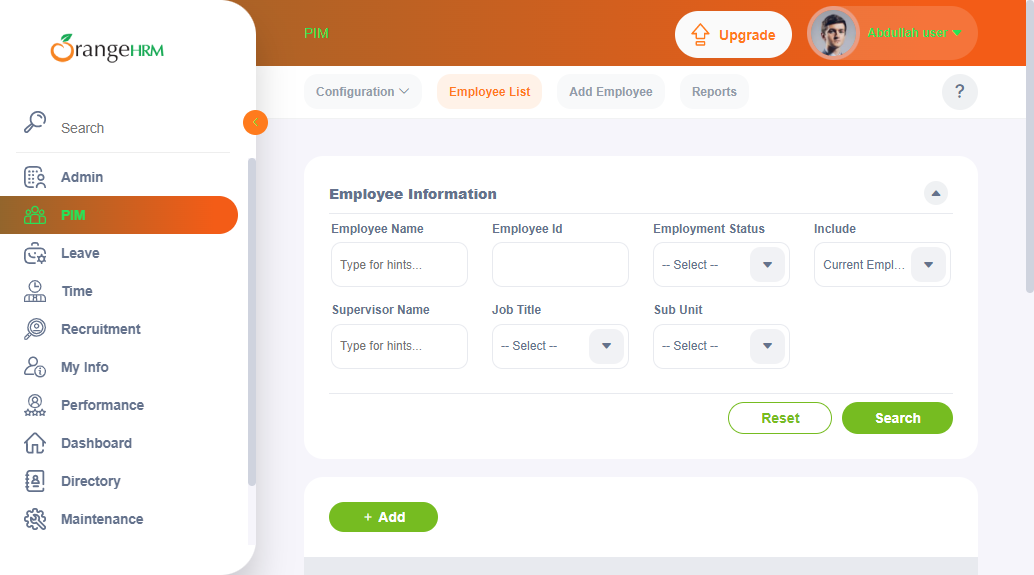 OrangeHRM
Search
Admin
PIM
Leave
Time
Recruitment
My Info
Performance
Dashboard
Directory
Maintenance
PIM
Upgrade
Abdullah user
Configuration
Employee List
Add Employee
Reports
?
Employee Information
Employee Name
Employee Id
Employment Status
Include
Type for hints...
-- Select --
Current Empl...
Supervisor Name
Job Title
Sub Unit
Type for hints...
-- Select --
-- Select --
Reset
Search
+ Add